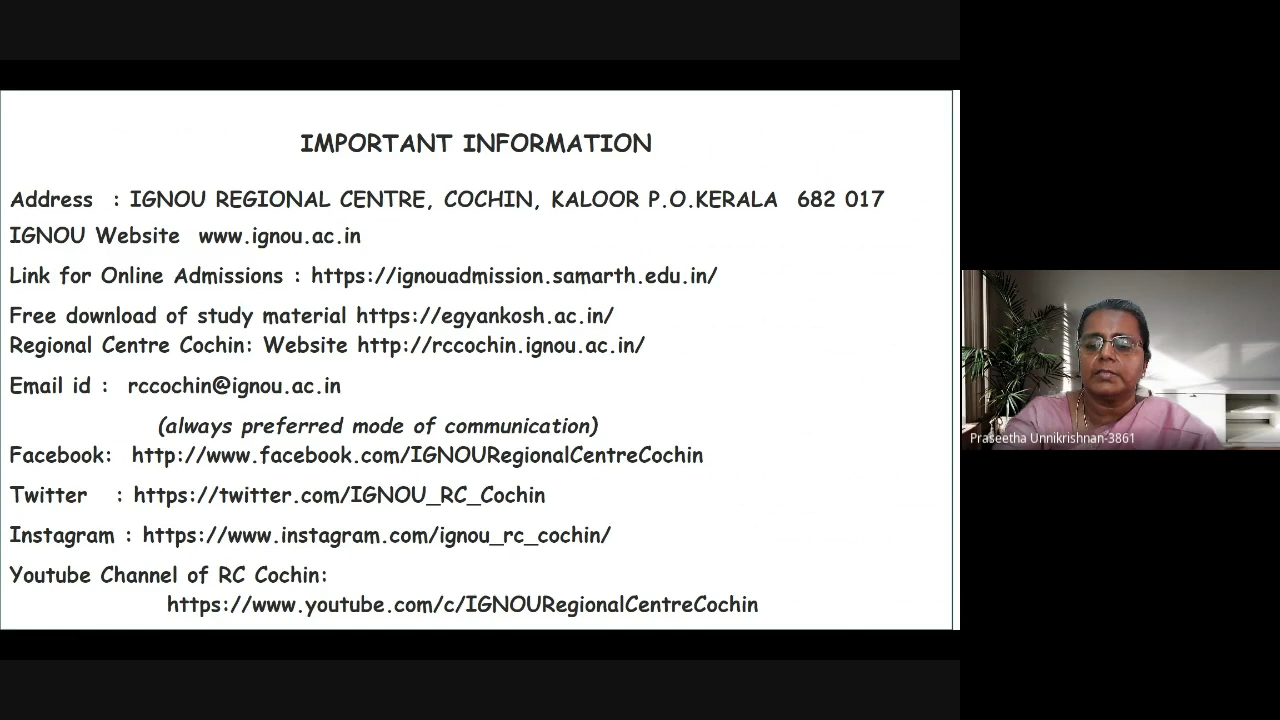 IMPORTANT INFORMATION
Address : IGNOU REGIONAL CENTRE, COCHIN, KALOOR P.O.KERALA 682 017
IGNOU Website www.ignou.ac.in
Link for Online Admissions : https://ignouadmission.samarth.edu.in/
Free download of study material https://egyankosh.ac.in/
Regional Centre Cochin: Website http://rccochin.ignou.ac.in/
Email id : rccochin@ignou.ac.in
(always preferred mode of communication)
Facebook: http://www.facebook.com/IGNOURegionalCentreCochin
Twitter : https://twitter.com/IGNOU_RC_Cochin
Instagram : https://www.instagram.com/ignou_rc_cochin/
Youtube Channel of RC Cochin:
https://www.youtube.com/c/IGNOURegionalCentreCochin
Praseetha Unnikrishnan-3861